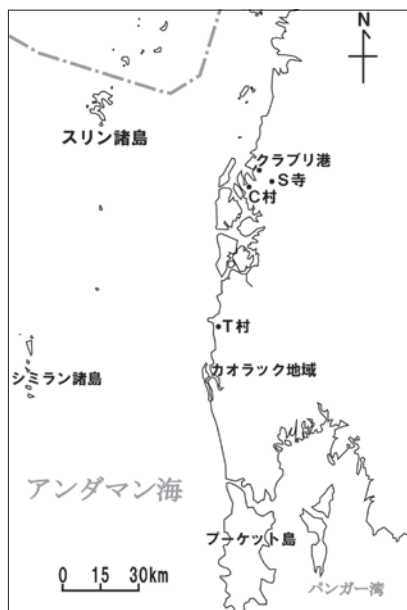 N
スリン諸島
クラブリ港
S寺
C村
T村
カオラック地域
シミラン諸島
アンダマン海
プーケット島
0 15 30km
パンガー湾